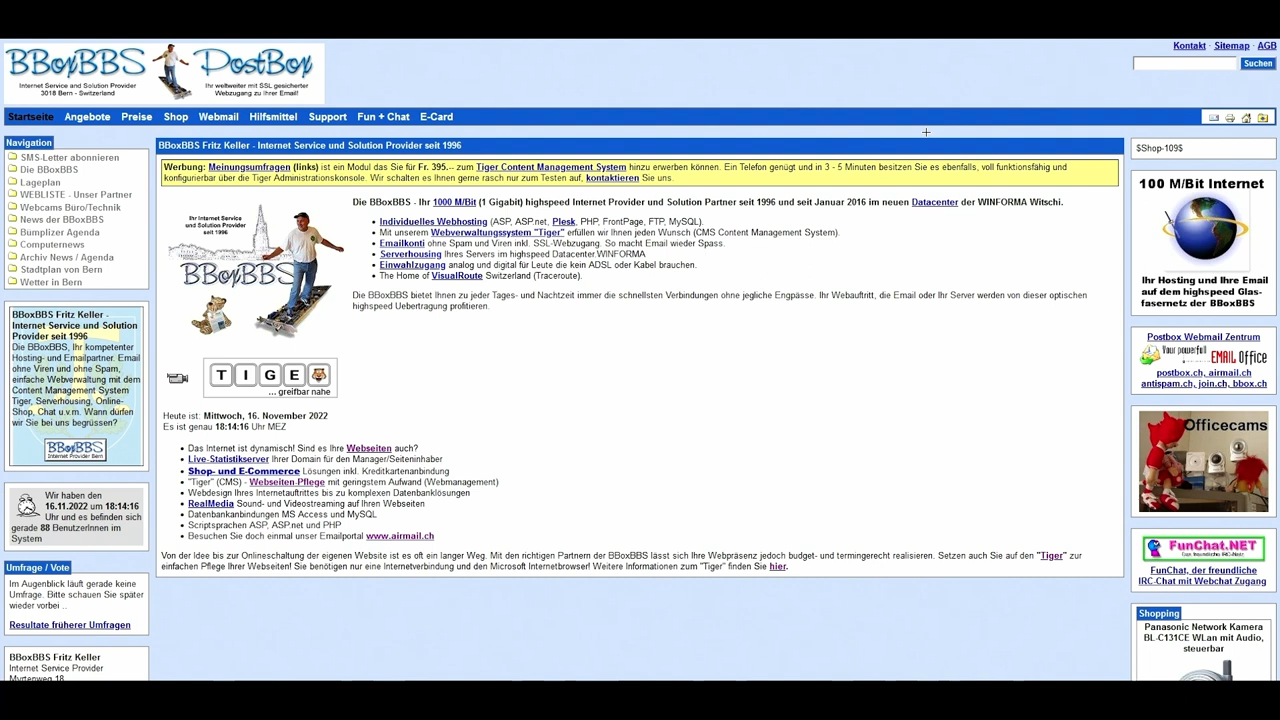 BBoxBBS PostBox
Internet Service and Solution Provider
3018 Bern - Switzerland
Ihr weltweiter mit SSL gesicherter
Webzugang zu Ihrer Email!
Kontakt · Sitemap · AGB
Suchen
Startseite Angebote Preise Shop Webmail Hilfsmittel Support Fun + Chat E-Card
Navigation
SMS-Letter abonnieren
Die BBoxBBS
Lageplan
WEBLISTE - Unser Partner
Webcams Büro/Technik
News der BBoxBBS
Bümplizer Agenda
Computernews
Archiv News / Agenda
Stadtplan von Bern
Wetter in Bern
BBoxBBS Fritz Keller -
Internet Service und Solution
Provider seit 1996
Die BBoxBBS, Ihr kompetenter
Hosting- und Emailpartner. Email
ohne Viren und ohne Spam,
einfache Webverwaltung mit dem
Content Management System
Tiger, Serverhousing, Online-
Shop, Chat u.v.m. Wann dürfen
wir Sie bei uns begrüssen?
BBoxBBS
Internet Provider Bern
Wir haben den
16.11.2022 um 18:14:16
Uhr und es befinden sich
gerade 88 BenutzerInnen im
System
Umfrage / Vote
Im Augenblick läuft gerade keine
Umfrage. Bitte schauen Sie später
wieder vorbei ..
Resultate früherer Umfragen
BBoxBBS Fritz Keller
Internet Service Provider
Myrtenweg 18
BBoxBBS Fritz Keller - Internet Service und Solution Provider seit 1996
Werbung: Meinungsumfragen (links) ist ein Modul das Sie für Fr. 395.-- zum Tiger Content Management System hinzu erwerben können. Ein Telefon genügt und in 3 - 5 Minuten besitzen Sie es ebenfalls, voll funktionsfähig und
konfigurierbar über die Tiger Administrationskonsole. Wir schalten es Ihnen gerne rasch nur zum Testen auf, kontaktieren Sie uns.
Ihr Internet Service
und Solution Provider
seit 1996
BBoxBBS
Die BBoxBBS - Ihr 1000 M/Bit (1 Gigabit) highspeed Internet Provider und Solution Partner seit 1996 und seit Januar 2016 im neuen Datacenter der WINFORMA Witschi.
• Individuelles Webhosting (ASP, ASP.net, Plesk, PHP, FrontPage, FTP, MySQL).
• Mit unserem Webverwaltungssystem "Tiger" erfüllen wir Ihnen jeden Wunsch (CMS Content Management System).
• Emailkonti ohne Spam und Viren inkl. SSL-Webzugang. So macht Email wieder Spass.
• Serverhousing Ihres Servers im highspeed Datacenter.WINFORMA
• Einwahlzugang analog und digital für Leute die kein ADSL oder Kabel brauchen.
• The Home of VisualRoute Switzerland (Traceroute).
Die BBoxBBS bietet Ihnen zu jeder Tages- und Nachtzeit immer die schnellsten Verbindungen ohne jegliche Engpässe. Ihr Webauftritt, die Email oder Ihr Server werden von dieser optischen
highspeed Uebertragung profitieren.
T I G E
... greifbar nahe
Heute ist: Mittwoch, 16. November 2022
Es ist genau 18:14:16 Uhr MEZ
• Das Internet ist dynamisch! Sind es Ihre Webseiten auch?
• Live-Statistikserver Ihrer Domain für den Manager/Seiteninhaber
• Shop- und E-Commerce Lösungen inkl. Kreditkartenanbindung
• "Tiger" (CMS) - Webseiten-Pflege mit geringstem Aufwand (Webmanagement)
• Webdesign Ihres Internetauftrittes bis zu komplexen Datenbanklösungen
• RealMedia Sound- und Videostreaming auf Ihren Webseiten
• Datenbankanbindungen MS Access und MySQL
• Scriptsprachen ASP, ASP.net und PHP
• Besuchen Sie doch einmal unser Emailportal www.airmail.ch
Von der Idee bis zur Onlineschaltung der eigenen Website ist es oft ein langer Weg. Mit den richtigen Partnern der BBoxBBS lässt sich Ihre Webpräsenz jedoch budget- und termingerecht realisieren. Setzen auch Sie auf den "Tiger" zur
einfachen Pflege Ihrer Webseiten! Sie benötigen nur eine Internetverbindung und den Microsoft Internetbrowser! Weitere Informationen zum "Tiger" finden Sie hier.
$Shop-109$
100 M/Bit Internet
Ihr Hosting und Ihre Email
auf dem highspeed Glas-
fasernetz der BBoxBBS
Postbox Webmail Zentrum
Your powerfull EMAIL Office
postbox.ch, airmail.ch
antispam.ch, join.ch, bbox.ch
Officecams
FunChat.NET
Das freundliche IRC-Netz
FunChat, der freundliche
IRC-Chat mit Webchat Zugang
Shopping
Panasonic Network Kamera
BL-C131CE WLan mit Audio,
steuerbar